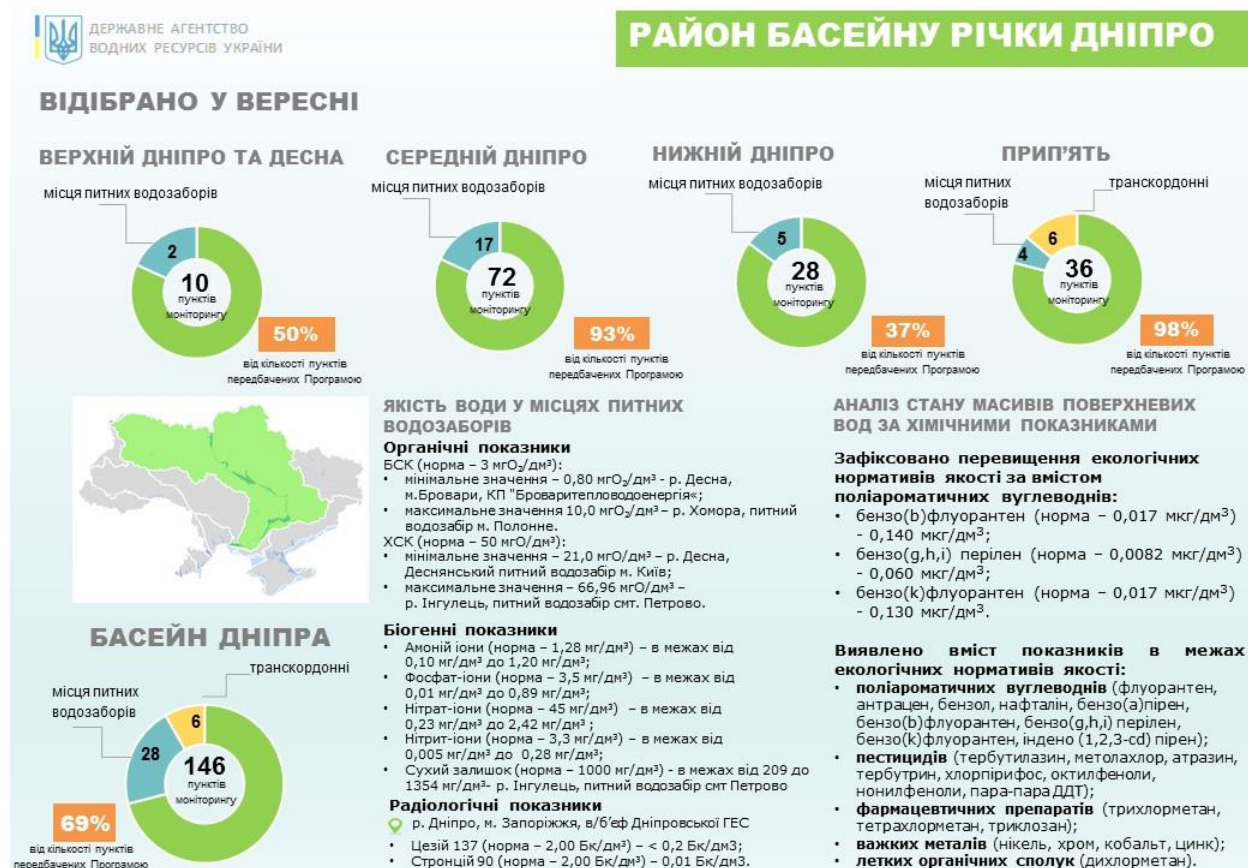 ДЕРЖАВНЕ АГЕНТСТВО
ВОДНИХ РЕСУРСІВ УКРАЇНИ
РАЙОН БАСЕЙНУ РІЧКИ ДНІПРО
ВІДІБРАНО У ВЕРЕСНІ
ВЕРХНІЙ ДНІПРО ТА ДЕСНА
місця питних водозаборів
2
10
пунктів
моніторингу
50%
від кількості пунктів
передбачених Програмою
СЕРЕДНІЙ ДНІПРО
місця питних водозаборів
17
72
пунктів
моніторингу
93%
від кількості пунктів
передбачених Програмою
НИЖНІЙ ДНІПРО
місця питних водозаборів
5
28
пунктів
моніторингу
37%
від кількості пунктів
передбачених Програмою
ПРИП'ЯТЬ
місця питних
водозаборів
транскордонні
6
4
36
пунктів
моніторингу
98%
від кількості пунктів
передбачених Програмою
БАСЕЙН ДНІПРА
транскордонні
місця питних
водозаборів
6
28
146
пунктів
моніторингу
69%
від кількості пунктів
передбачених Програмою
ЯКІСТЬ ВОДИ У МІСЦЯХ ПИТНИХ
ВОДОЗАБОРІВ
Органічні показники
БСК (норма – 3 мгО₂/дм³):
• мінімальне значення – 0,80 мгО₂/дм³ - р. Десна,
м.Бровари, КП "Броваритепловодоенергія«;
• максимальне значення 10,0 мгО₂/дм³ – р. Хомора, питний
водозабір м. Полонне.
ХСК (норма – 50 мгО/дм³):
• мінімальне значення – 21,0 мгО/дм³ – р. Десна,
Деснянський питний водозабір м. Київ;
• максимальне значення – 66,96 мгО/дм³ –
р. Інгулець, питний водозабір смт. Петрово.
Біогенні показники
• Амоній іони (норма – 1,28 мг/дм³) – в межах від
0,10 мг/дм³ до 1,20 мг/дм³;
• Фосфат-іони (норма – 3,5 мг/дм³) – в межах від
0,01 мг/дм³ до 0,89 мг/дм³;
• Нітрат-іони (норма – 45 мг/дм³) – в межах від
0,23 мг/дм³ до 2,42 мг/дм³ ;
• Нітрит-іони (норма – 3,3 мг/дм³) – в межах від
0,005 мг/дм³ до 0,28 мг/дм³;
• Сухий залишок (норма – 1000 мг/дм³) - в межах від 209 до
1354 мг/дм³- р. Інгулець, питний водозабір смт Петрово
Радіологічні показники
р. Дніпро, м. Запоріжжя, в/б'єф Дніпровської ГЕС
• Цезій 137 (норма – 2,00 Бк/дм³) – < 0,2 Бк/дм3;
• Стронцій 90 (норма – 2,00 Бк/дм³) – 0,01 Бк/дм3.
АНАЛІЗ СТАНУ МАСИВІВ ПОВЕРХНЕВИХ
ВОД ЗА ХІМІЧНИМИ ПОКАЗНИКАМИ
Зафіксовано перевищення екологічних
нормативів якості за вмістом
поліароматичних вуглеводнів:
• бензо(b)флуорантен (норма – 0,017 мкг/дм³)
- 0,140 мкг/дм³;
• бензо(g,h,i) перілен (норма – 0,0082 мкг/дм³)
- 0,060 мкг/дм³;
• бензо(k)флуорантен (норма – 0,017 мкг/дм³)
- 0,130 мкг/дм³.
Виявлено вміст показників в межах
екологічних нормативів якості:
• поліароматичних вуглеводнів (флуорантен,
антрацен, бензол, нафталін, бензо(а)пірен,
бензо(b)флуорантен, бензо(g,h,i) перілен,
бензо(k)флуорантен, індено (1,2,3-cd) пірен);
• пестицидів (тербутилазин, метолахлор, атразин,
тербутрин, хлорпірифос, октилфеноли,
нонилфеноли, пара-пара ДДТ);
• фармацевтичних препаратів (трихлорметан,
тетрахлорметан, триклозан);
• важких металів (нікель, хром, кобальт, цинк);
• летких органічних сполук (дихлорметан).